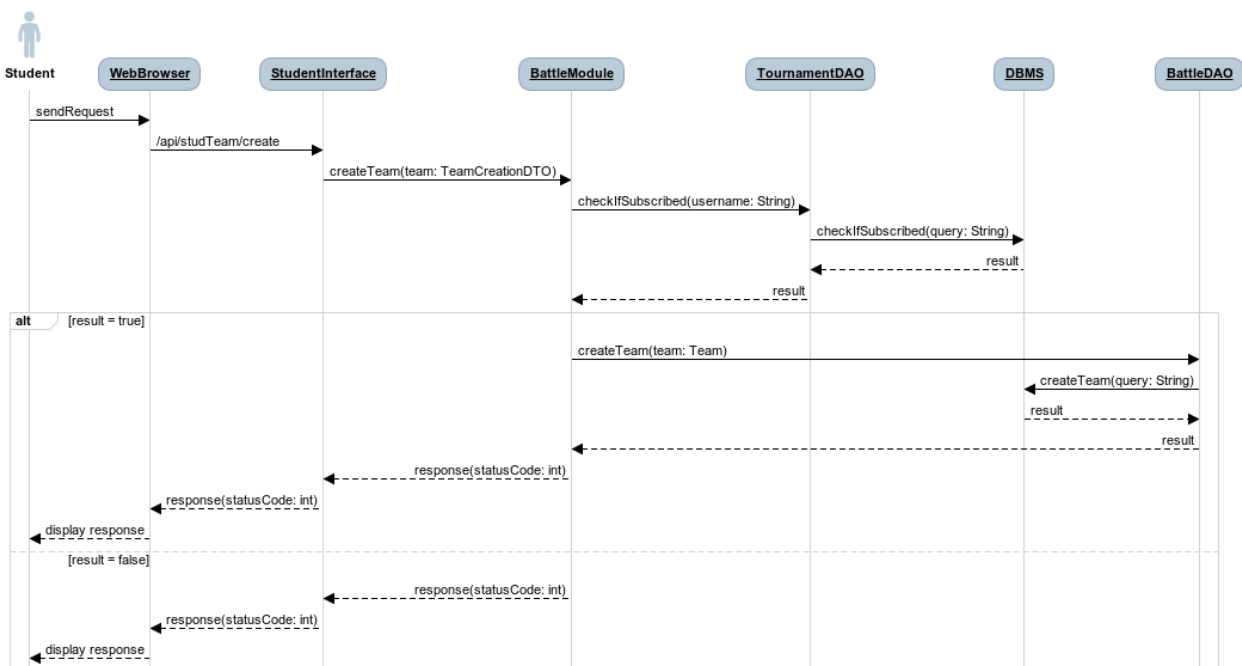 Student
WebBrowser
StudentInterface
BattleModule
TournamentDAO
DBMS
BattleDAO
sendRequest
/api/studTeam/create
createTeam(team: TeamCreationDTO)
checkIfSubscribed(username: String)
checkIfSubscribed(query: String)
result
result
alt
[result = true]
createTeam(team: Team)
createTeam(query: String)
result
result
response(statusCode: int)
response(statusCode: int)
display response
[result = false]
response(statusCode: int)
response(statusCode: int)
display response